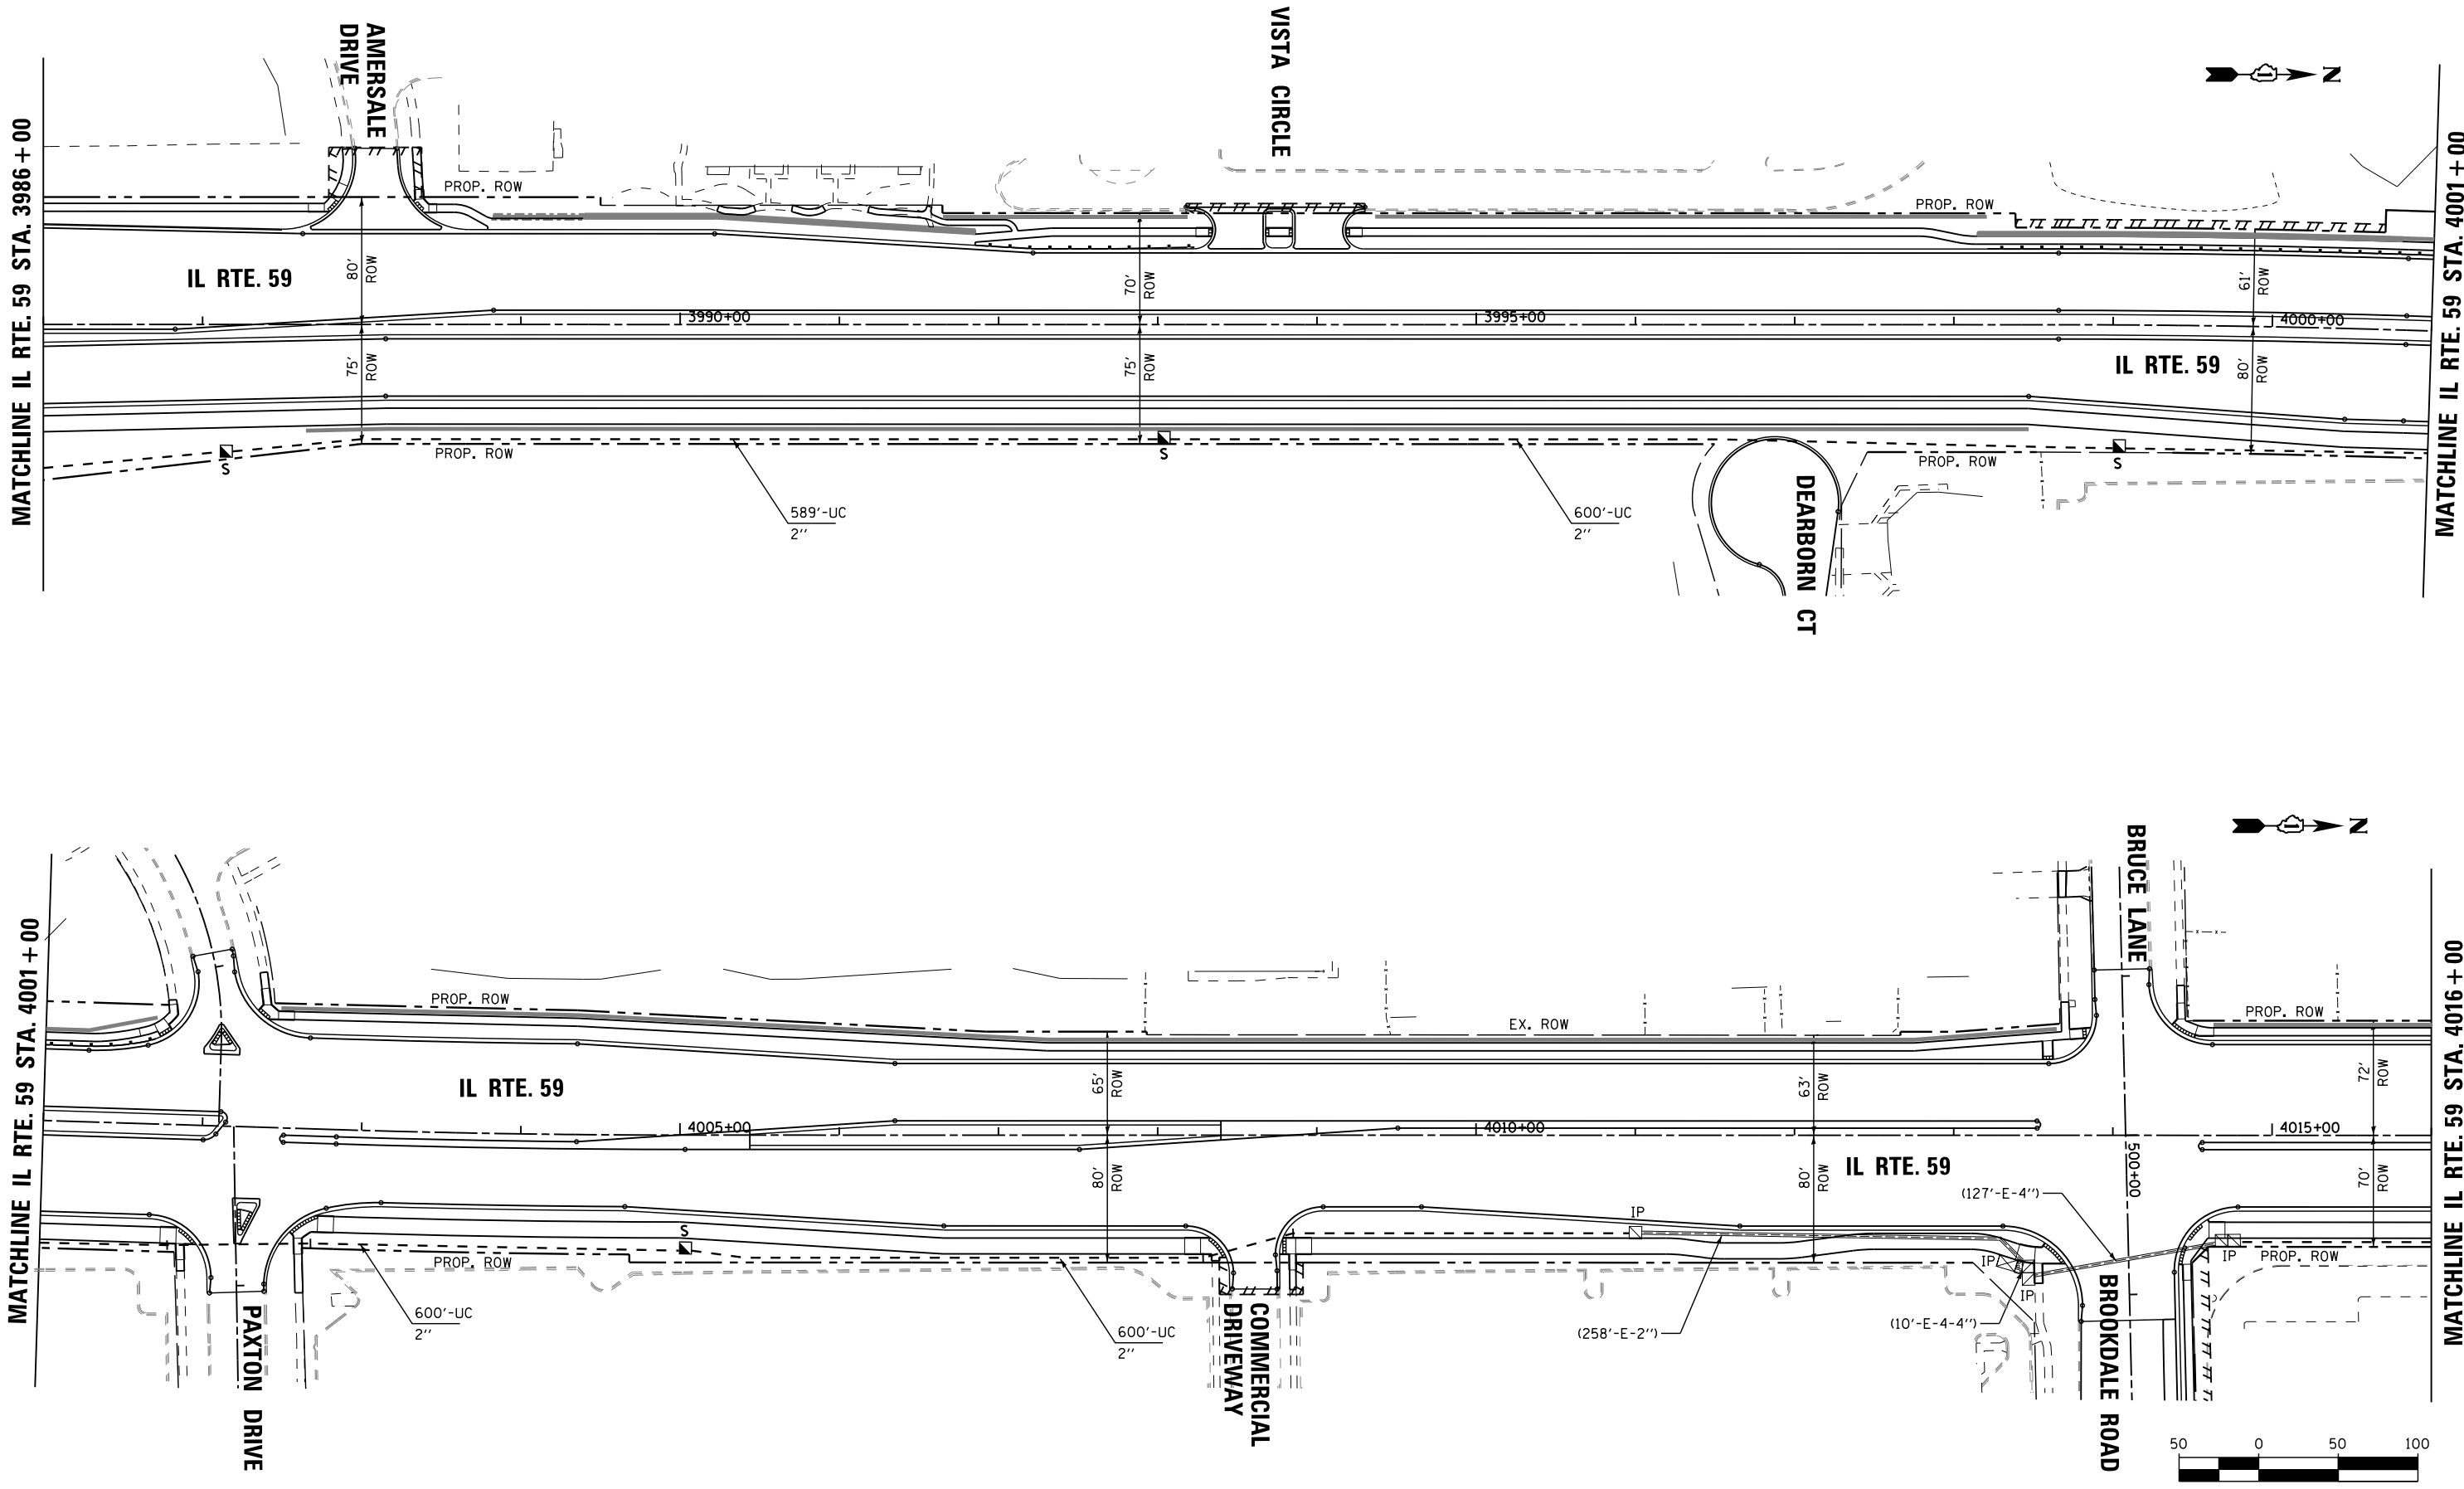 AMERSALE
DRIVE
VISTA CIRCLE
N
MATCHLINE IL RTE. 59 STA. 3986+00
MATCHLINE IL RTE. 59 STA. 4001+00
PROP. ROW
PROP. ROW
IL RTE. 59
80'
ROW
70'
ROW
61'
ROW
3990+00
3995+00
4000+00
75'
ROW
75'
ROW
80'
ROW
IL RTE. 59
S
PROP. ROW
S
PROP. ROW
S
589'-UC
2"
600'-UC
2"
DEARBORN CT
BRUCE LANE
N
MATCHLINE IL RTE. 59 STA. 4001+00
MATCHLINE IL RTE. 59 STA. 4016+00
PROP. ROW
EX. ROW
PROP. ROW
IL RTE. 59
65'
ROW
63'
ROW
72'
ROW
4005+00
4010+00
4015+00
500+00
80'
ROW
80'
ROW
70'
ROW
IL RTE. 59
(127'-E-4")
IP
S
PROP. ROW
IP
IP
PROP. ROW
IP
600'-UC
2"
600'-UC
2"
(258'-E-2")
(10'-E-4-4")
PAXTON DRIVE
COMMERCIAL
DRIVEWAY
BROOKDALE ROAD
50 0 50 100